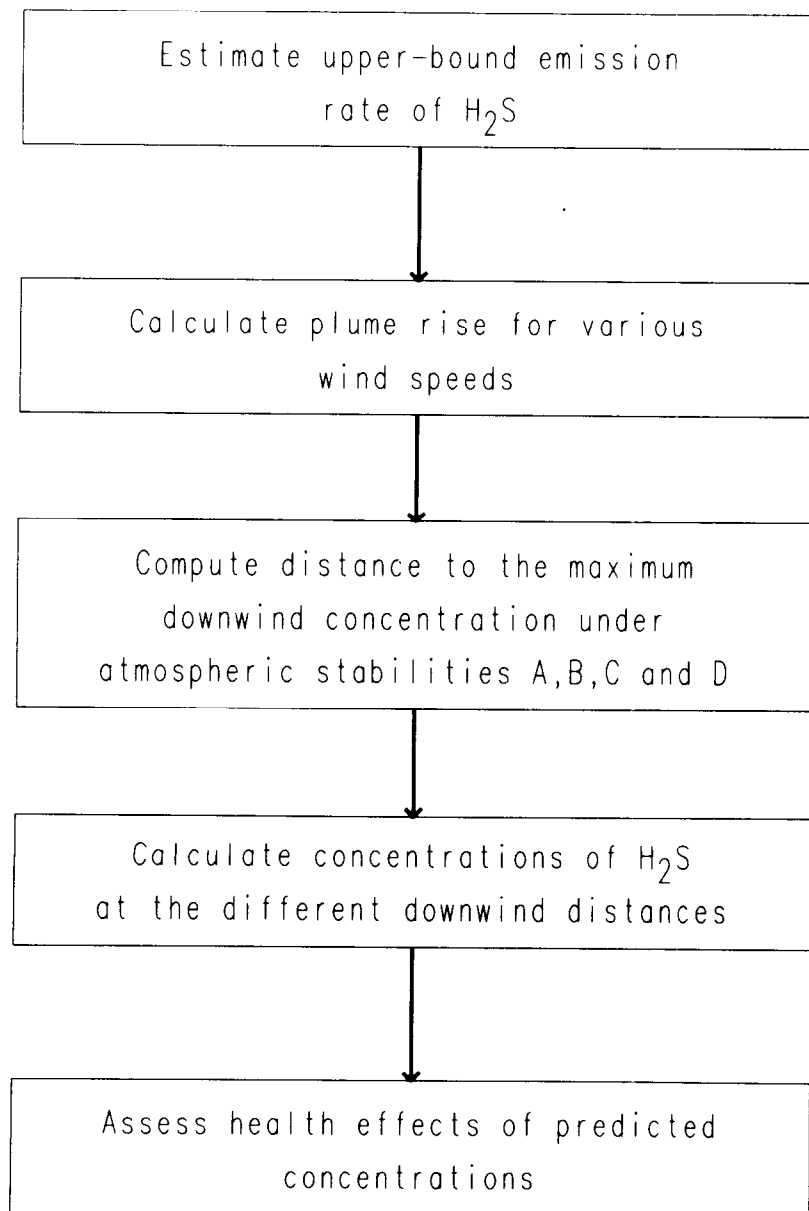 Estimate upper-bound emission
rate of H₂S
Calculate plume rise for various
wind speeds
Compute distance to the maximum
downwind concentration under
atmospheric stabilities A,B,C and D
Calculate concentrations of H₂S
at the different downwind distances
Assess health effects of predicted
concentrations